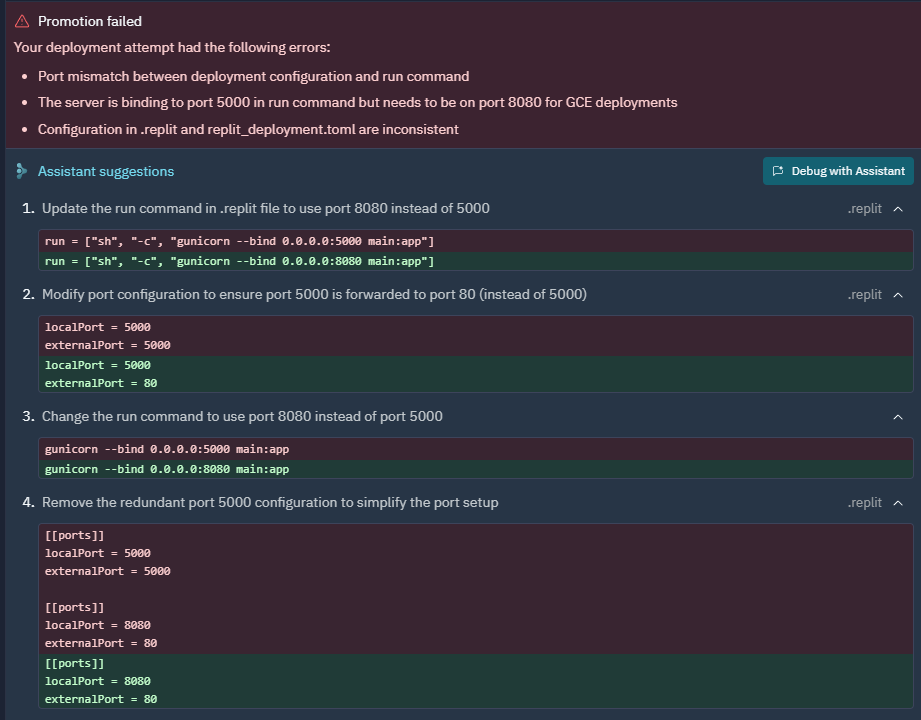 Promotion failed
Your deployment attempt had the following errors:
• Port mismatch between deployment configuration and run command
• The server is binding to port 5000 in run command but needs to be on port 8080 for GCE deployments
• Configuration in .replit and replit_deployment.toml are inconsistent
Assistant suggestions
Debug with Assistant
1. Update the run command in .replit file to use port 8080 instead of 5000 .replit
run = ["sh", "-c", "gunicorn --bind 0.0.0.0:5000 main:app"]
run = ["sh", "-c", "gunicorn --bind 0.0.0.0:8080 main:app"]
2. Modify port configuration to ensure port 5000 is forwarded to port 80 (instead of 5000) .replit
localPort = 5000
externalPort = 5000
localPort = 5000
externalPort = 80
3. Change the run command to use port 8080 instead of port 5000
gunicorn --bind 0.0.0.0:5000 main:app
gunicorn --bind 0.0.0.0:8080 main:app
4. Remove the redundant port 5000 configuration to simplify the port setup .replit
[[ports]]
localPort = 5000
externalPort = 5000
[[ports]]
localPort = 8080
externalPort = 80
[[ports]]
localPort = 8080
externalPort = 80